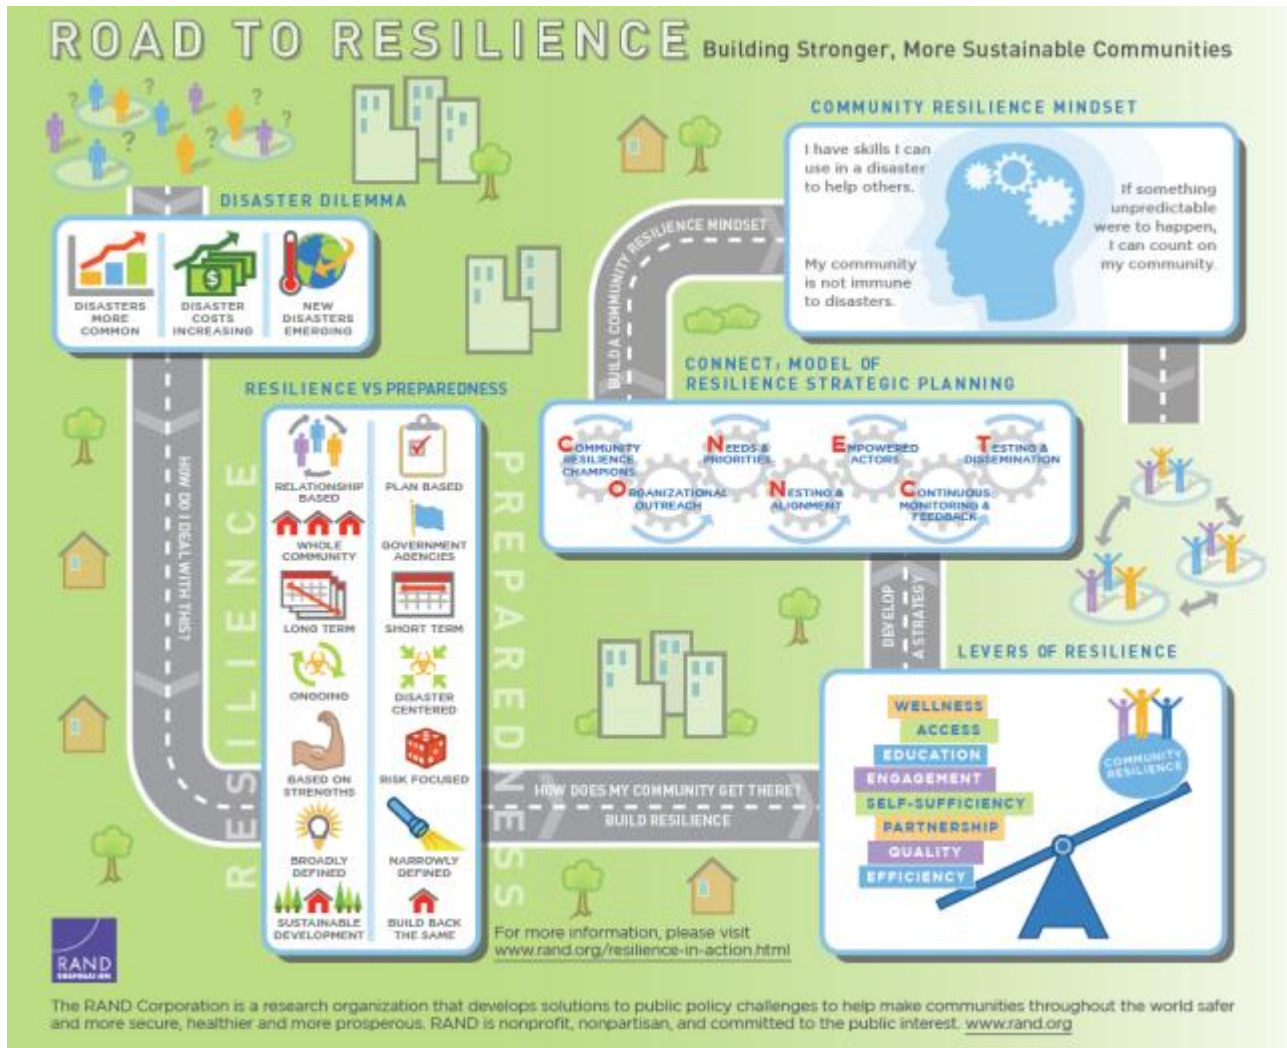 ROAD TO RESILIENCE Building Stronger, More Sustainable Communities
?
?
?
?
?
DISASTER DILEMMA
DISASTERS
MORE
COMMON
$
DISASTER
COSTS
INCREASING
NEW
DISASTERS
EMERGING
HOW DO I DEAL WITH THIS?
RESILIENCE VS PREPAREDNESS
RESILIENCE
PREPAREDNESS
RELATIONSHIP
BASED
PLAN BASED
WHOLE
COMMUNITY
GOVERNMENT
AGENCIES
LONG TERM
SHORT TERM
ONGOING
DISASTER
CENTERED
BASED ON
STRENGTHS
RISK FOCUSED
BROADLY
DEFINED
NARROWLY
DEFINED
SUSTAINABLE
DEVELOPMENT
BUILD BACK
THE SAME
HOW DOES MY COMMUNITY GET THERE?
BUILD RESILIENCE
LEVERS OF RESILIENCE
WELLNESS
ACCESS
EDUCATION
ENGAGEMENT
SELF-SUFFICIENCY
PARTNERSHIP
QUALITY
EFFICIENCY
COMMUNITY
RESILIENCE
DEVELOP
A STRATEGY
CONNECT: MODEL OF
RESILIENCE STRATEGIC PLANNING
COMMUNITY
RESILIENCE
CHAMPIONS
ORGANIZATIONAL
OUTREACH
NEEDS &
PRIORITIES
NESTING &
ALIGNMENT
EMPOWERED
ACTORS
CONTINUOUS
MONITORING &
FEEDBACK
TESTING &
DISSEMINATION
BUILD A COMMUNITY RESILIENCE MINDSET
COMMUNITY RESILIENCE MINDSET
I have skills I can
use in a disaster
to help others.
My community
is not immune
to disasters.
If something
unpredictable
were to happen,
I can count on
my community.
For more information, please visit
www.rand.org/resilience-in-action.html
RAND
CORPORATION
The RAND Corporation is a research organization that develops solutions to public policy challenges to help make communities throughout the world safer
and more secure, healthier and more prosperous. RAND is nonprofit, nonpartisan, and committed to the public interest. www.rand.org